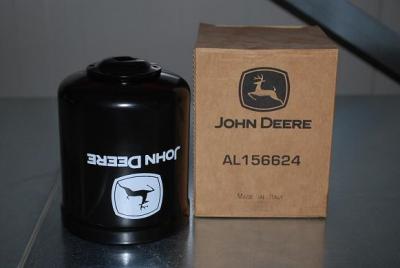 JOHN DEERE
JOHN DEERE
AL156624
MADE IN ITALY